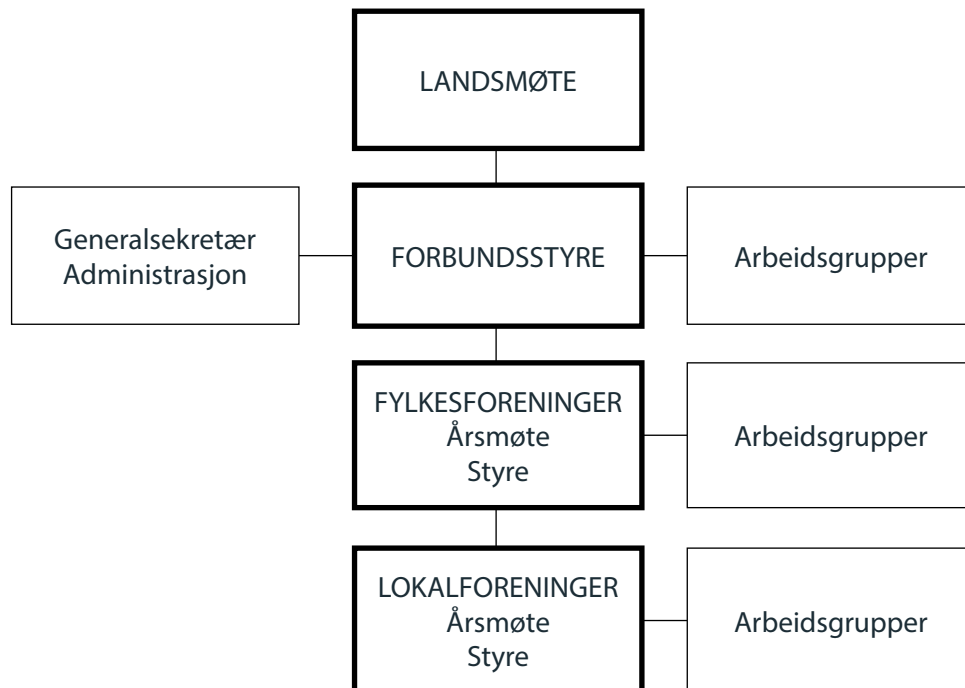 LANDSMØTE
Generalsekretær
Administrasjon
FORBUNDSSTYRE
Arbeidsgrupper
FYLKESFORENINGER
Årsmøte
Styre
Arbeidsgrupper
LOKALFORENINGER
Årsmøte
Styre
Arbeidsgrupper